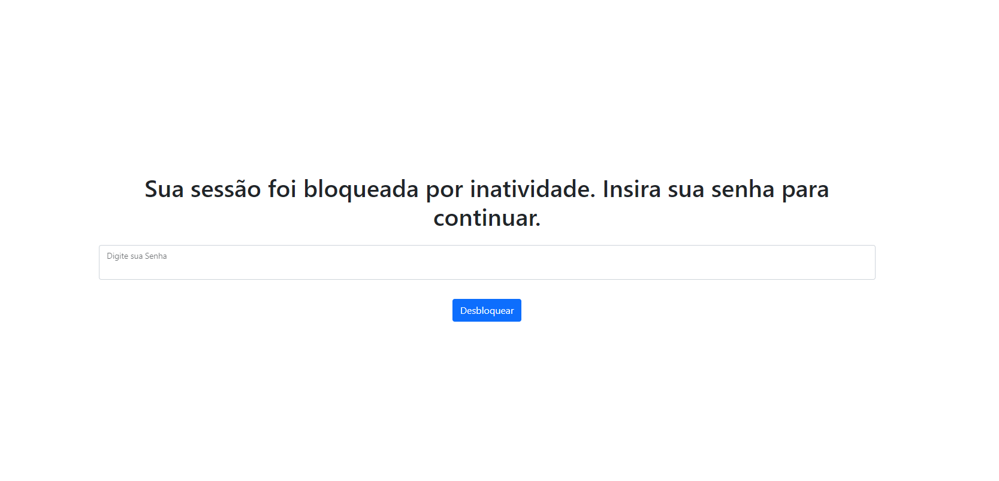 Sua sessão foi bloqueada por inatividade. Insira sua senha para
continuar.
Digite sua Senha
Desbloquear